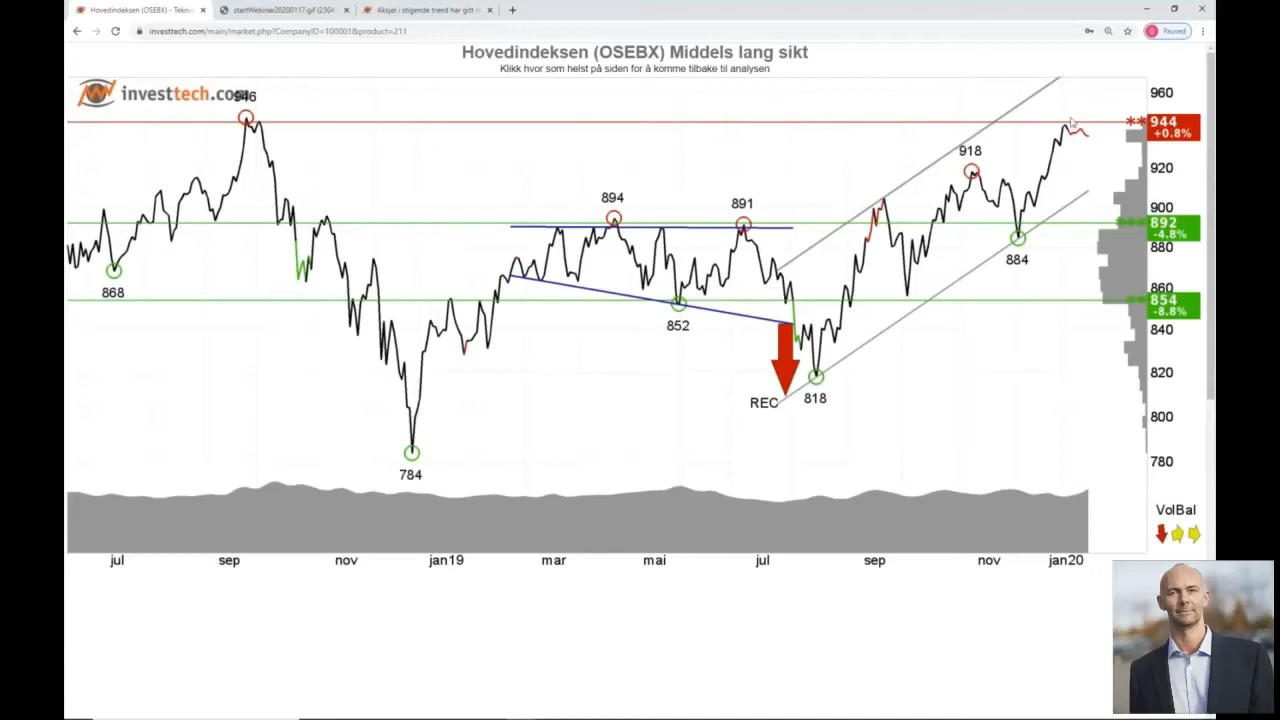 Hovedindeksen (OSEBX) - Teknis
startWebinar20200117.gif (2304
Aksjer i stigende trend har gitt m
investtech.com/main/market.php?CompanyID=100001&product=211
Paused
Hovedindeksen (OSEBX) Middels lang sikt
Klikk hvor som helst på siden for å komme tilbake til analysen
investtech.com
946
960
** 944
+0.8%
918
920
894
891
900
*** 892
-4.8%
880
884
868
860
** 854
-8.8%
852
840
820
REC
818
800
784
780
VolBal
jul
sep
nov
jan19
mar
mai
jul
sep
nov
jan20